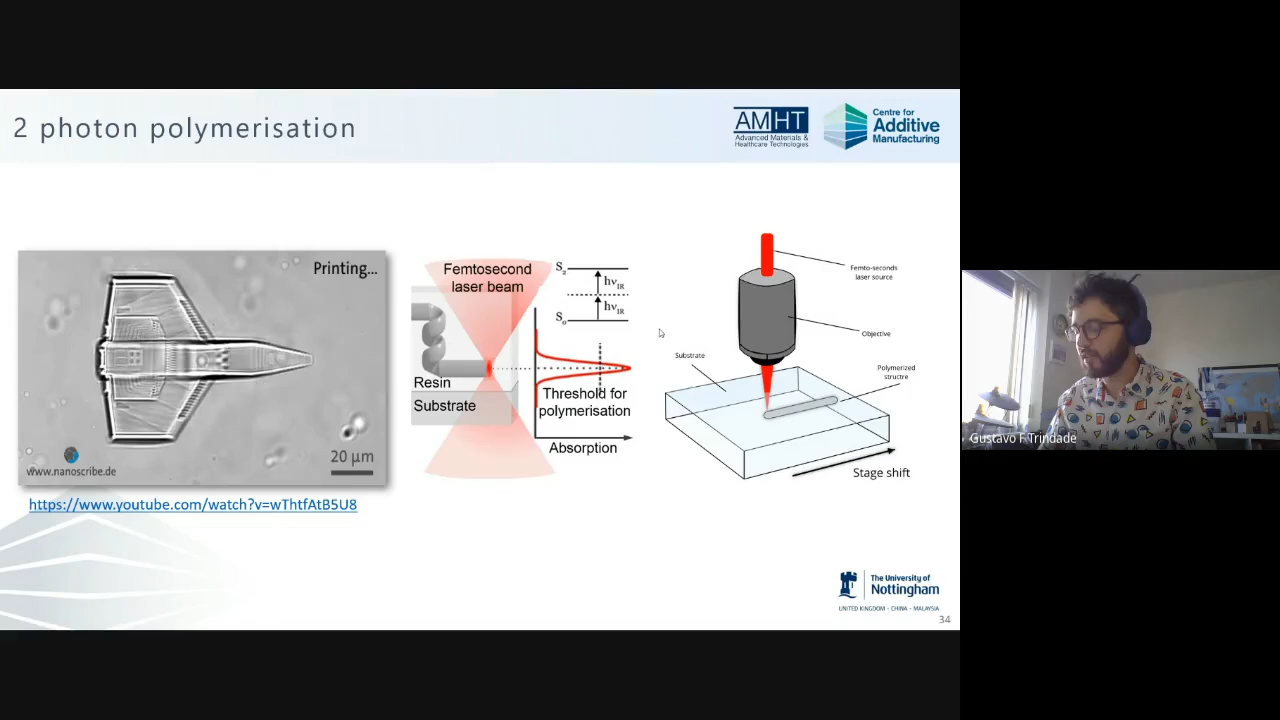 2 photon polymerisation
AMHT
Advanced Materials &
Healthcare Technologies
Centre for
Additive
Manufacturing
Printing...
20 µm
www.nanoscribe.de
https://www.youtube.com/watch?v=wThtfAtB5U8
Femtosecond
laser beam
S2
hνIR
hνIR
S0
Resin
Substrate
Threshold for
polymerisation
Absorption
Femto-seconds
laser source
Objective
Substrate
Polymerized
structre
Stage shift
Gustavo F Trindade
The University of
Nottingham
UNITED KINGDOM · CHINA · MALAYSIA
34